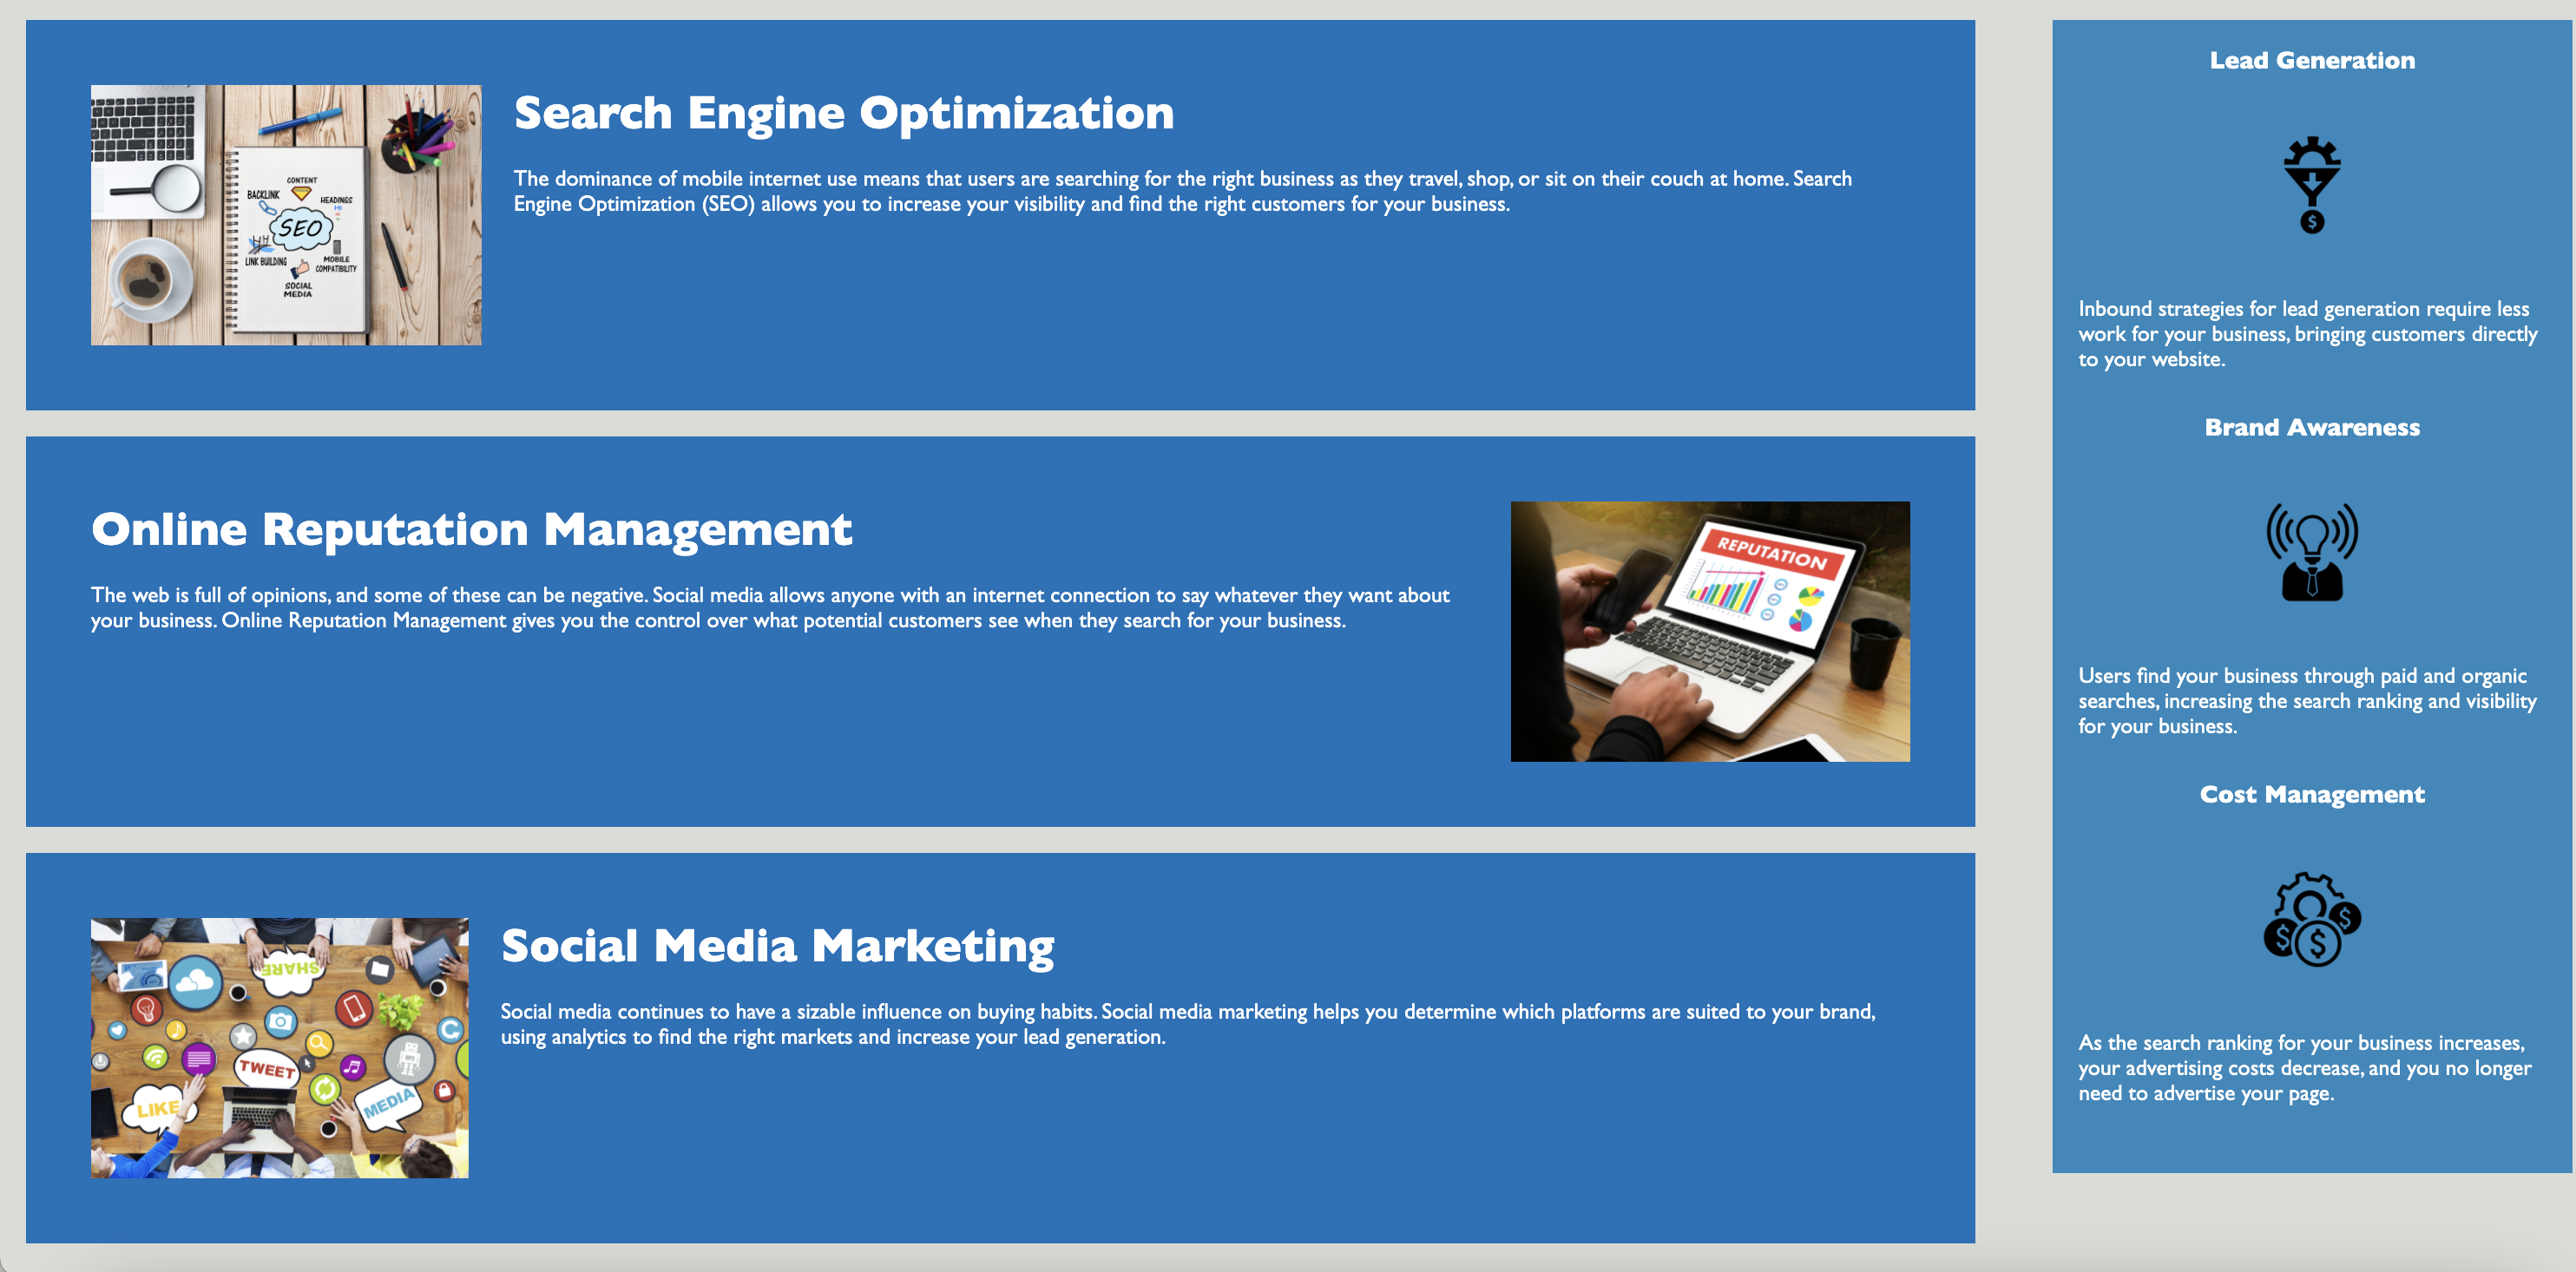 Search Engine Optimization
The dominance of mobile internet use means that users are searching for the right business as they travel, shop, or sit on their couch at home. Search
Engine Optimization (SEO) allows you to increase your visibility and find the right customers for your business.
CONTENT
BACKLINK
HEADINGS
SEO
LINK BUILDING
MOBILE
COMPATIBILITY
SOCIAL
MEDIA
Online Reputation Management
The web is full of opinions, and some of these can be negative. Social media allows anyone with an internet connection to say whatever they want about
your business. Online Reputation Management gives you the control over what potential customers see when they search for your business.
REPUTATION
Social Media Marketing
Social media continues to have a sizable influence on buying habits. Social media marketing helps you determine which platforms are suited to your brand,
using analytics to find the right markets and increase your lead generation.
SHARE
TWEET
LIKE
MEDIA
Lead Generation
$
Inbound strategies for lead generation require less
work for your business, bringing customers directly
to your website.
Brand Awareness
Users find your business through paid and organic
searches, increasing the search ranking and visibility
for your business.
Cost Management
$
$
$
As the search ranking for your business increases,
your advertising costs decrease, and you no longer
need to advertise your page.